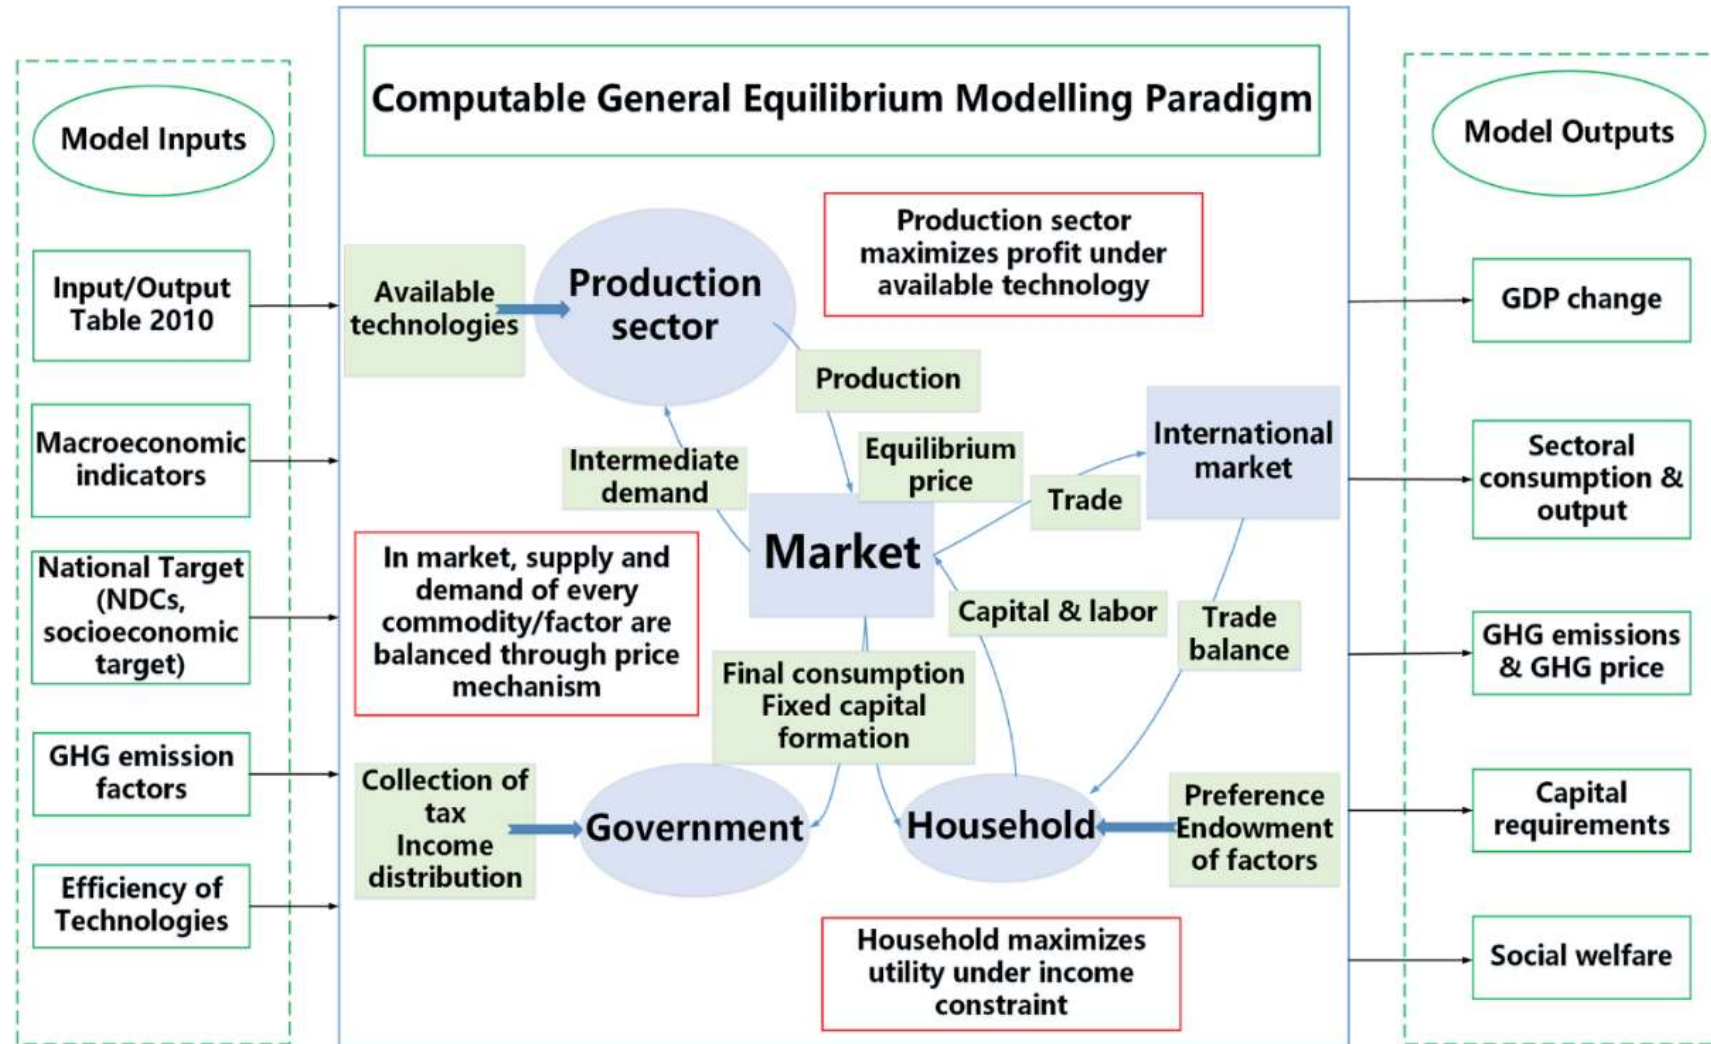 Computable General Equilibrium Modelling Paradigm
Model Inputs
Input/Output
Table 2010
Macroeconomic
indicators
National Target
(NDCs,
socioeconomic
target)
GHG emission
factors
Efficiency of
Technologies
Available
technologies
Production
sector
Production sector
maximizes profit under
available technology
Production
Intermediate
demand
Equilibrium
price
Trade
International
market
Market
In market, supply and
demand of every
commodity/factor are
balanced through price
mechanism
Capital & labor
Trade
balance
Final consumption
Fixed capital
formation
Collection of
tax
Income
distribution
Government
Household
Preference
Endowment
of factors
Household maximizes
utility under income
constraint
Model Outputs
GDP change
Sectoral
consumption &
output
GHG emissions
& GHG price
Capital
requirements
Social welfare